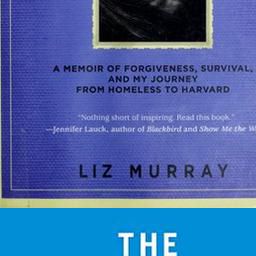 A MEMOIR OF FORGIVENESS, SURVIVAL,
AND MY JOURNEY
FROM HOMELESS TO HARVARD
"Nothing short of inspiring. Read this book."
—Jennifer Lauck, author of Blackbird and Show Me the W
LIZ MURRAY
THE